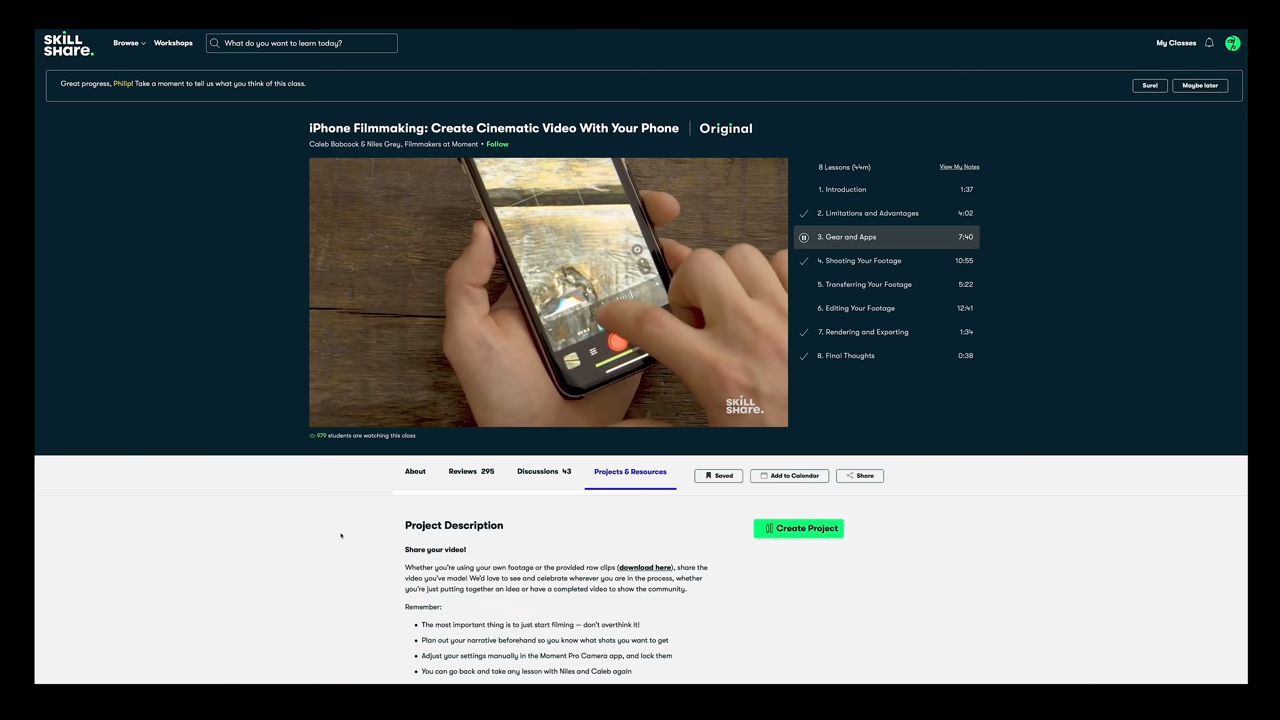 SKILL
SHARE.
Browse
Workshops
What do you want to learn today?
My Classes
Great progress, Philip! Take a moment to tell us what you think of this class.
Sure!
Maybe later
iPhone Filmmaking: Create Cinematic Video With Your Phone
Original
Caleb Babcock & Niles Grey, Filmmakers at Moment • Follow
8 Lessons (44m)
View My Notes
1. Introduction 1:37
2. Limitations and Advantages 4:02
3. Gear and Apps 7:40
4. Shooting Your Footage 10:55
5. Transferring Your Footage 5:22
6. Editing Your Footage 12:41
7. Rendering and Exporting 1:34
8. Final Thoughts 0:38
SKILL
SHARE.
979 students are watching this class
About
Reviews 295
Discussions 43
Projects & Resources
Saved
Add to Calendar
Share
Project Description
Create Project
Share your video!
Whether you're using your own footage or the provided raw clips (download here), share the
video you've made! We'd love to see and celebrate wherever you are in the process, whether
you're just putting together an idea or have a completed video to show the community.
Remember:
• The most important thing is to just start filming — don't overthink it!
• Plan out your narrative beforehand so you know what shots you want to get
• Adjust your settings manually in the Moment Pro Camera app, and lock them
• You can go back and take any lesson with Niles and Caleb again